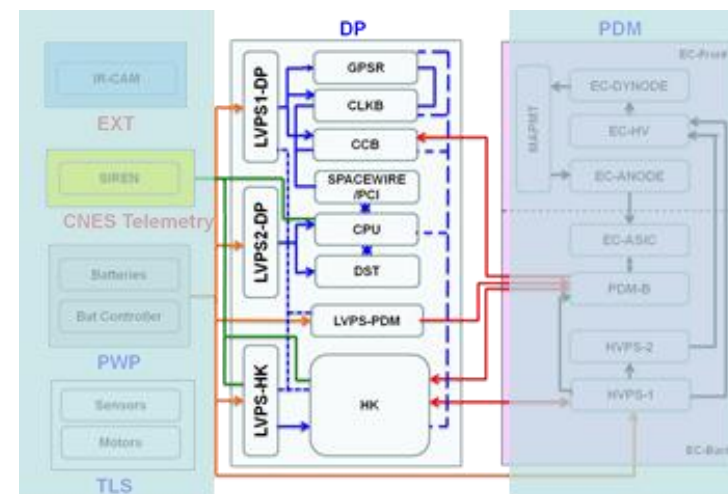 DP
PDM
IR-CAM
EXT
SIREN
CNES Telemetry
Batteries
Bat Controller
PWP
Sensors
Motors
TLS
LVPS1-DP
LVPS2-DP
LVPS-HK
GPSR
CLKB
CCB
SPACEWIRE
/PCI
CPU
DST
LVPS-PDM
HK
EC-Front
MAPMT
EC-DYNODE
EC-HV
EC-ANODE
EC-ASIC
PDM-B
HVPS-2
HVPS-1